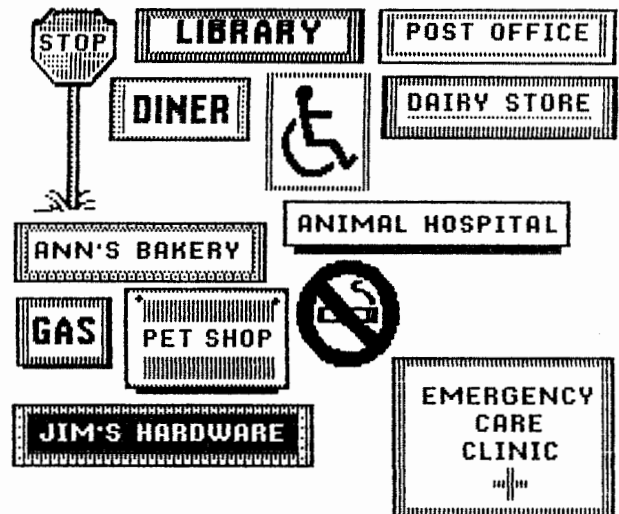 STOP
LIBRARY
POST OFFICE
DINER
DAIRY STORE
ANIMAL HOSPITAL
ANN'S BAKERY
GAS
PET SHOP
EMERGENCY
CARE
CLINIC
JIM'S HARDWARE